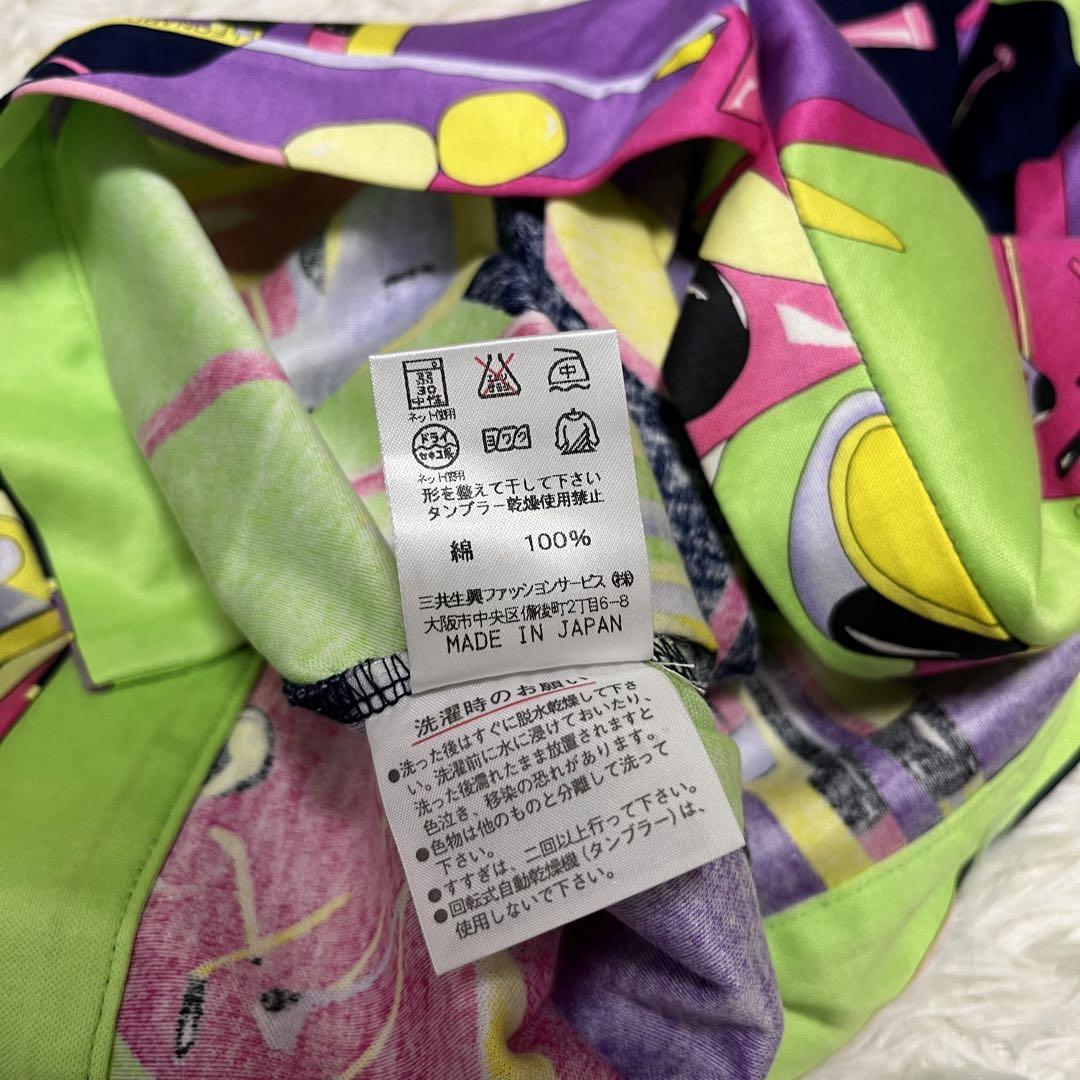 LEONARD
弱
30
中性
ネット使用
中
ドライ
セキユ系
ネット使用
ヨワク
形を整えて干して下さい
タンブラー乾燥使用禁止
綿 100%
三共生興ファッションサービス㈱
大阪市中央区備後町2丁目6-8
MADE IN JAPAN
洗濯時のお願い
●洗った後はすぐに脱水乾燥して下さ
い。洗濯前に水に浸けておいたり、
洗った後濡れたまま放置されますと
色泣き、移染の恐れがあります。
●色物は他のものと分離して洗って
下さい。
●すすぎは、二回以上行って下さい。
●回転式自動乾燥機(タンブラー)は、
使用しないで下さい。